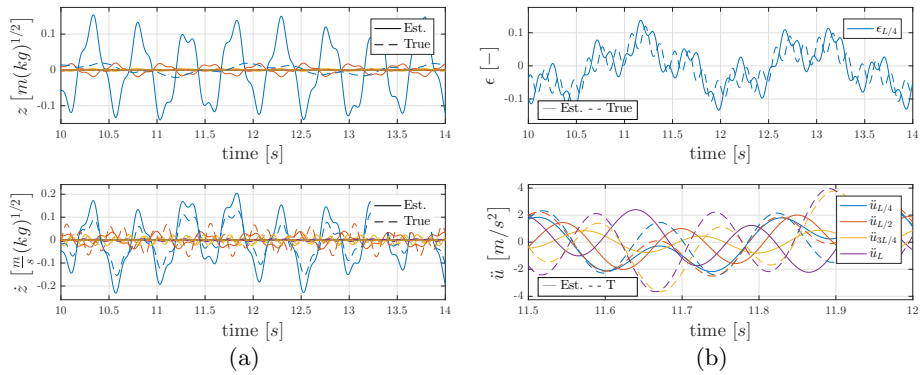 z [m(kg)^{1/2}]
0.1
0
-0.1
Est.
True
10 10.5 11 11.5 12 12.5 13 13.5 14
time [s]
ϵ [−]
0.1
0
-0.1
ϵ_{L/4}
Est. True
10 10.5 11 11.5 12 12.5 13 13.5 14
time [s]
ż [m/s (kg)^{1/2}]
0.2
0.1
0
-0.1
-0.2
Est.
True
10 10.5 11 11.5 12 12.5 13 13.5 14
time [s]
ü [m/s²]
4
2
0
-2
-4
ü_{L/4}
ü_{L/2}
ü_{3L/4}
ü_L
Est. T
11.5 11.6 11.7 11.8 11.9 12
time [s]
(a) (b)